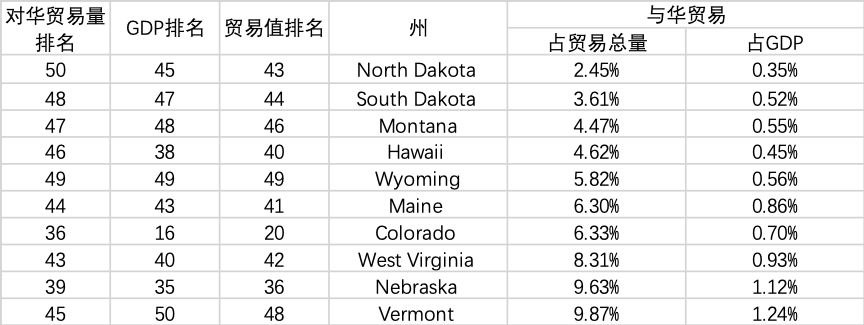 对华贸易量排名 GDP排名 贸易值排名 州 与华贸易
占贸易总量 占GDP
50 45 43 North Dakota 2.45% 0.35%
48 47 44 South Dakota 3.61% 0.52%
47 48 46 Montana 4.47% 0.55%
46 38 40 Hawaii 4.62% 0.45%
49 49 49 Wyoming 5.82% 0.56%
44 43 41 Maine 6.30% 0.86%
36 16 20 Colorado 6.33% 0.70%
43 40 42 West Virginia 8.31% 0.93%
39 35 36 Nebraska 9.63% 1.12%
45 50 48 Vermont 9.87% 1.24%